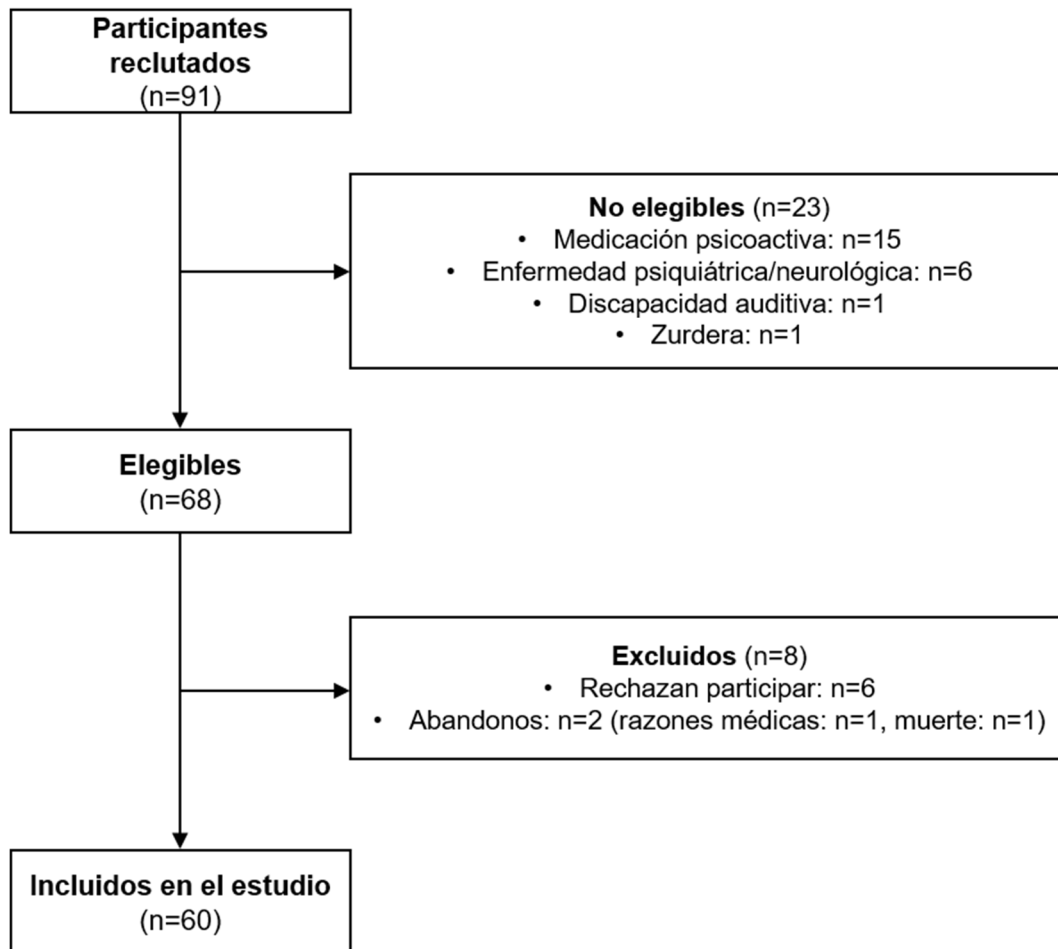 Participantes
reclutados
(n=91)
No elegibles (n=23)
• Medicación psicoactiva: n=15
• Enfermedad psiquiátrica/neurológica: n=6
• Discapacidad auditiva: n=1
• Zurdera: n=1
Elegibles
(n=68)
Excluidos (n=8)
• Rechazan participar: n=6
• Abandonos: n=2 (razones médicas: n=1, muerte: n=1)
Incluidos en el estudio
(n=60)